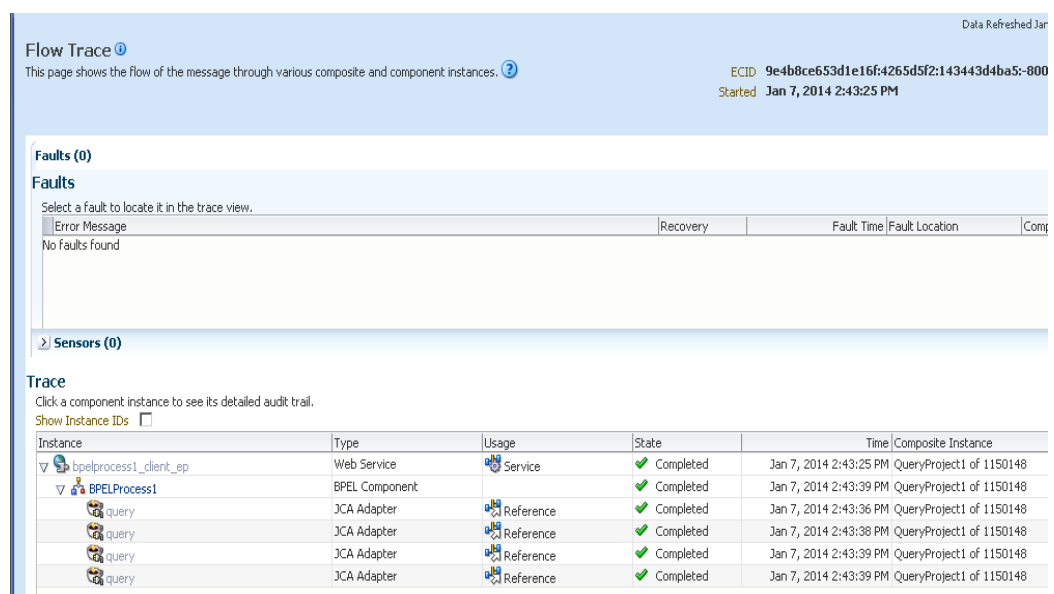 Data Refreshed Jan
Flow Trace
This page shows the flow of the message through various composite and component instances.
ECID 9e4b8ce653d1e16f:4265d5f2:143443d4ba5:-800
Started Jan 7, 2014 2:43:25 PM
Faults (0)
Faults
Select a fault to locate it in the trace view.
Error Message Recovery Fault Time Fault Location Comp
No faults found
Sensors (0)
Trace
Click a component instance to see its detailed audit trail.
Show Instance IDs
Instance Type Usage State Time Composite Instance
bpelprocess1_client_ep Web Service Service Completed Jan 7, 2014 2:43:25 PM QueryProject1 of 1150148
BPELProcess1 BPEL Component Completed Jan 7, 2014 2:43:39 PM QueryProject1 of 1150148
query JCA Adapter Reference Completed Jan 7, 2014 2:43:36 PM QueryProject1 of 1150148
query JCA Adapter Reference Completed Jan 7, 2014 2:43:38 PM QueryProject1 of 1150148
query JCA Adapter Reference Completed Jan 7, 2014 2:43:39 PM QueryProject1 of 1150148
query JCA Adapter Reference Completed Jan 7, 2014 2:43:39 PM QueryProject1 of 1150148